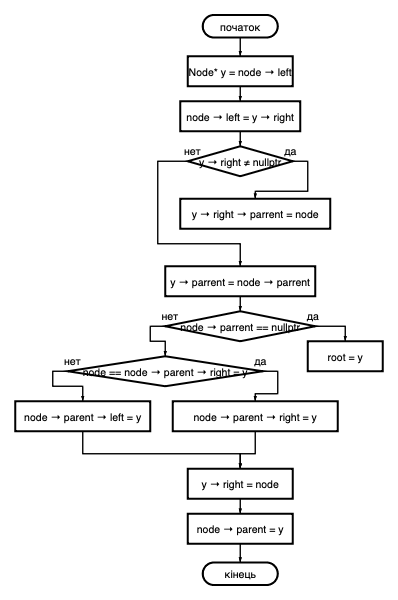 початок
Node* y = node → left
node → left = y → right
нет
да
y → right ≠ nullptr
y → right → parrent = node
y → parrent = node → parrent
нет
да
node → parent == nullptr
root = y
нет
да
node == node → parent → right = y
node → parent → left = y
node → parent → right = y
y → right = node
node → parent = y
кінець